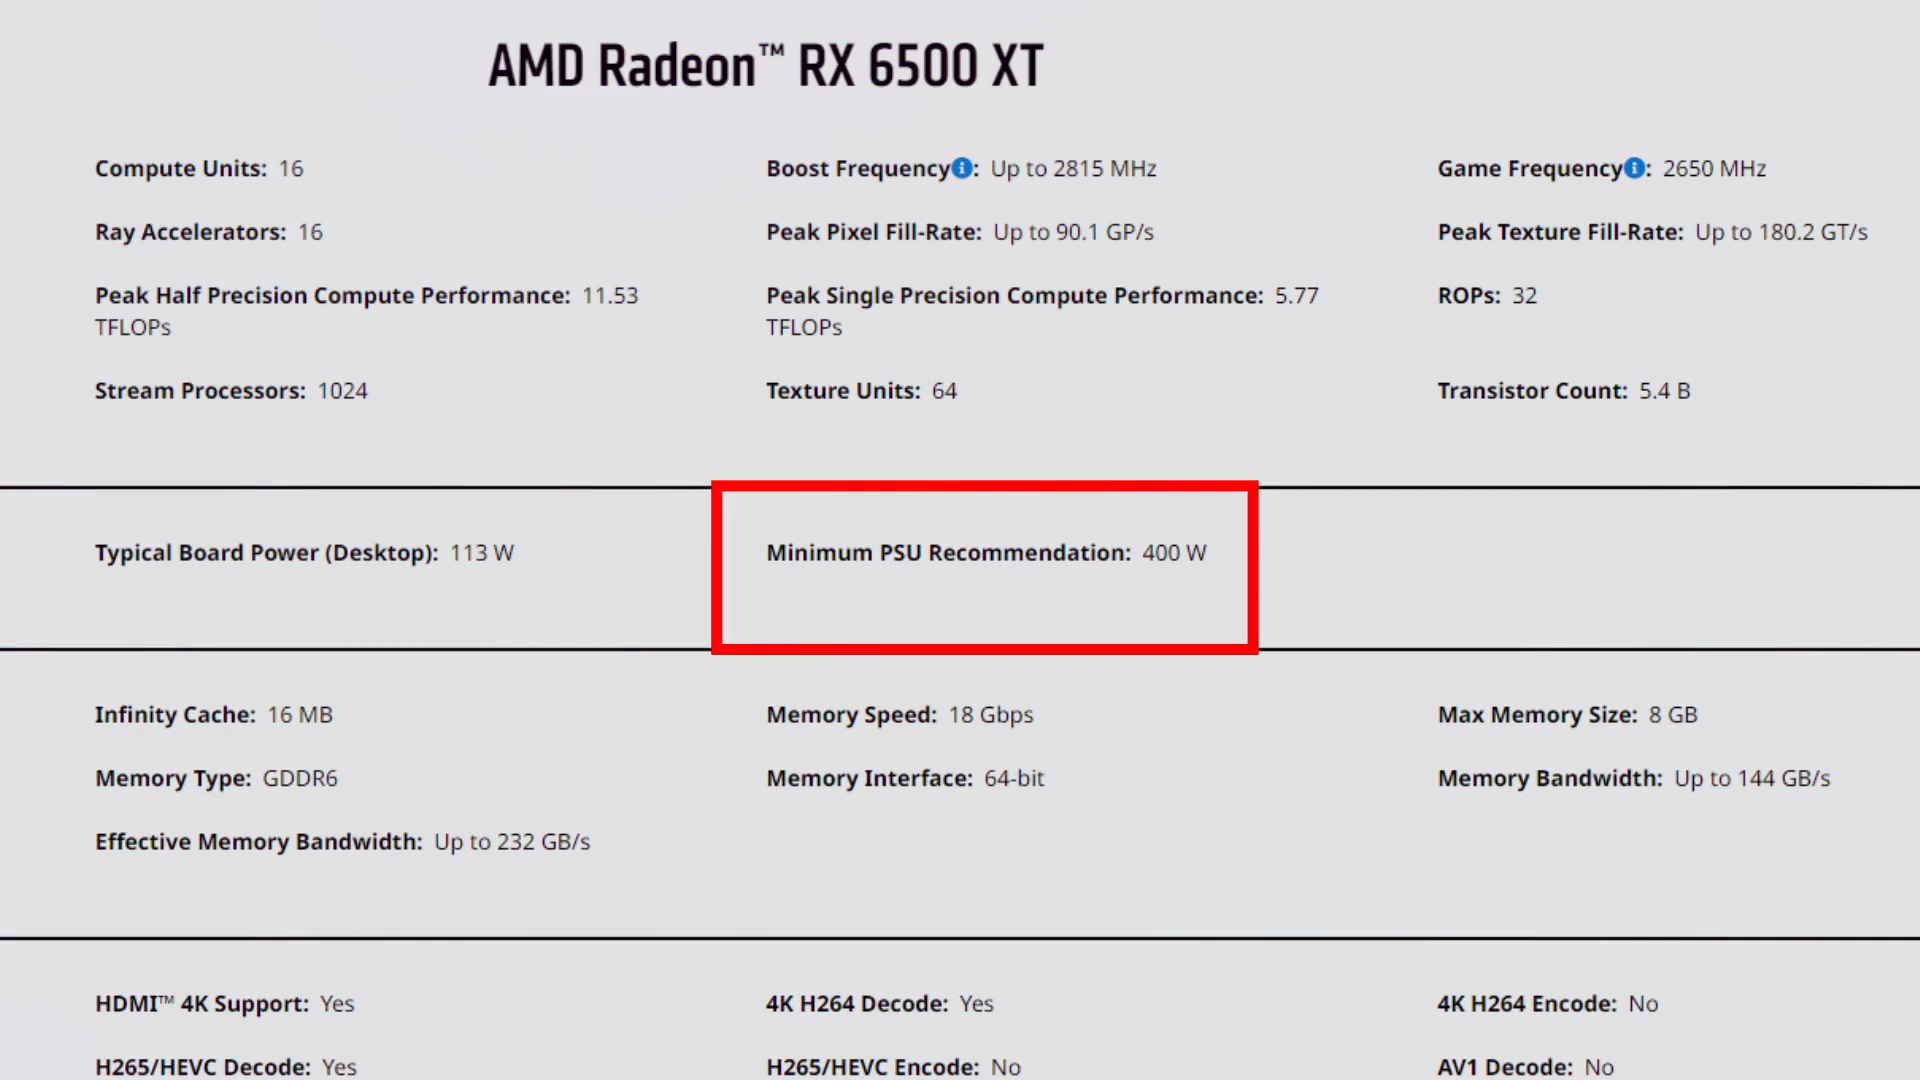 AMD Radeon™ RX 6500 XT
Compute Units: 16
Boost Frequency: Up to 2815 MHz
Game Frequency: 2650 MHz
Ray Accelerators: 16
Peak Pixel Fill-Rate: Up to 90.1 GP/s
Peak Texture Fill-Rate: Up to 180.2 GT/s
Peak Half Precision Compute Performance: 11.53
TFLOPs
Peak Single Precision Compute Performance: 5.77
TFLOPs
ROPs: 32
Stream Processors: 1024
Texture Units: 64
Transistor Count: 5.4 B
Typical Board Power (Desktop): 113 W
Minimum PSU Recommendation: 400 W
Infinity Cache: 16 MB
Memory Speed: 18 Gbps
Max Memory Size: 8 GB
Memory Type: GDDR6
Memory Interface: 64-bit
Memory Bandwidth: Up to 144 GB/s
Effective Memory Bandwidth: Up to 232 GB/s
HDMI™ 4K Support: Yes
4K H264 Decode: Yes
4K H264 Encode: No
H265/HEVC Decode: Yes
H265/HEVC Encode: No
AV1 Decode: No